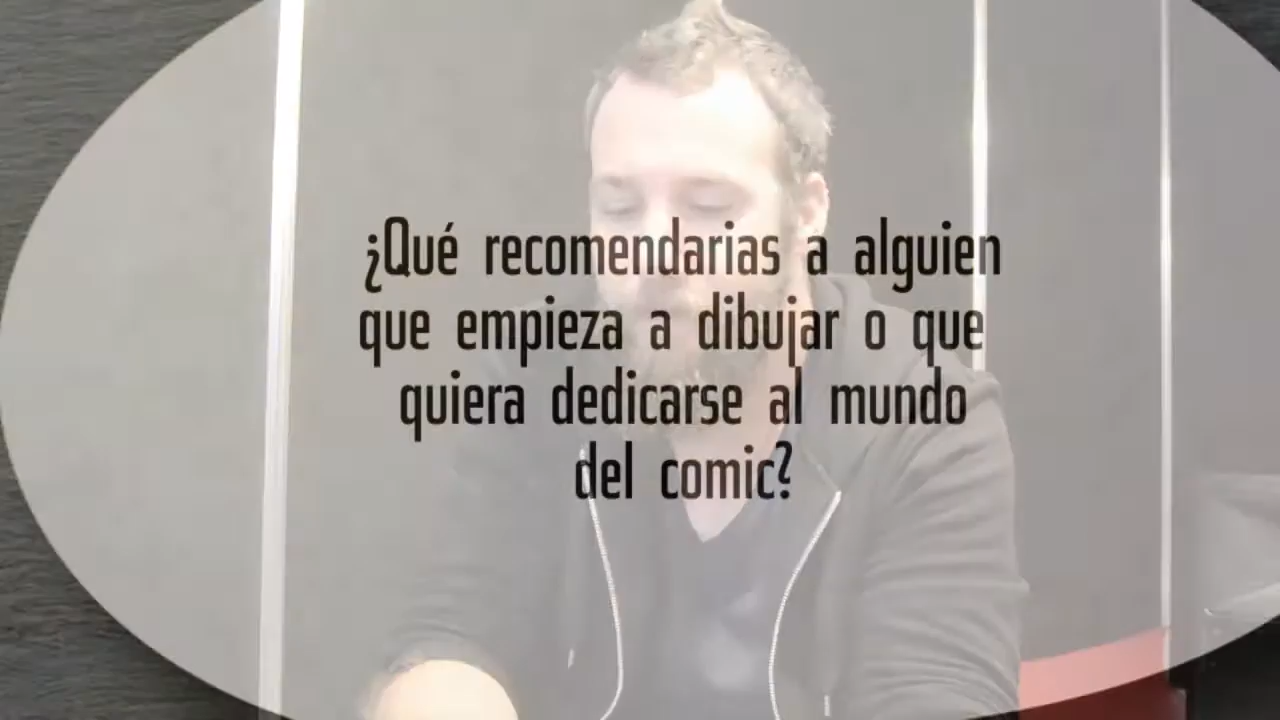 ¿Qué recomendarias a alguien
que empieza a dibujar o que
quiera dedicarse al mundo
del comic?